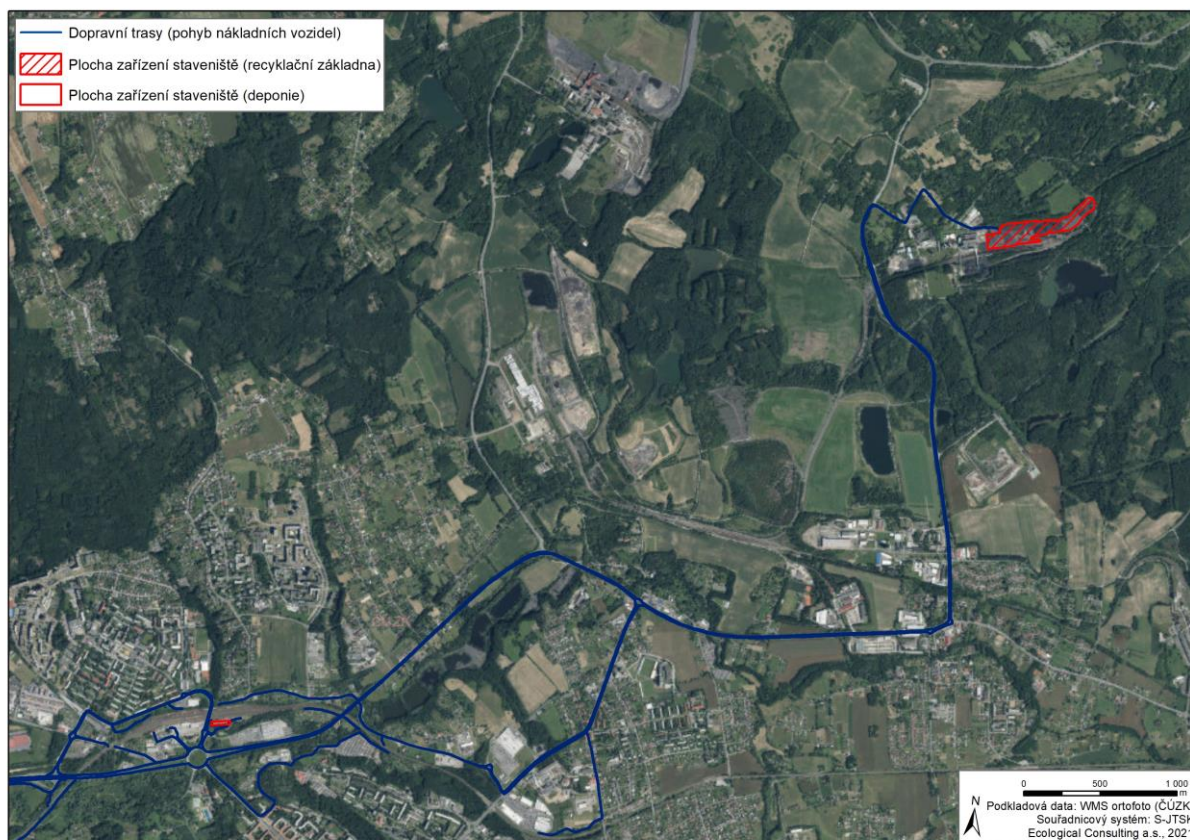 Dopravní trasy (pohyb nákladních vozidel)
Plocha zařízení staveniště (recyklační základna)
Plocha zařízení staveniště (deponie)
0 500 1 000
m
N
Podkladová data: WMS ortofoto (ČÚZK
Souřadnicový systém: S-JTSK
Ecological Consulting a.s., 202